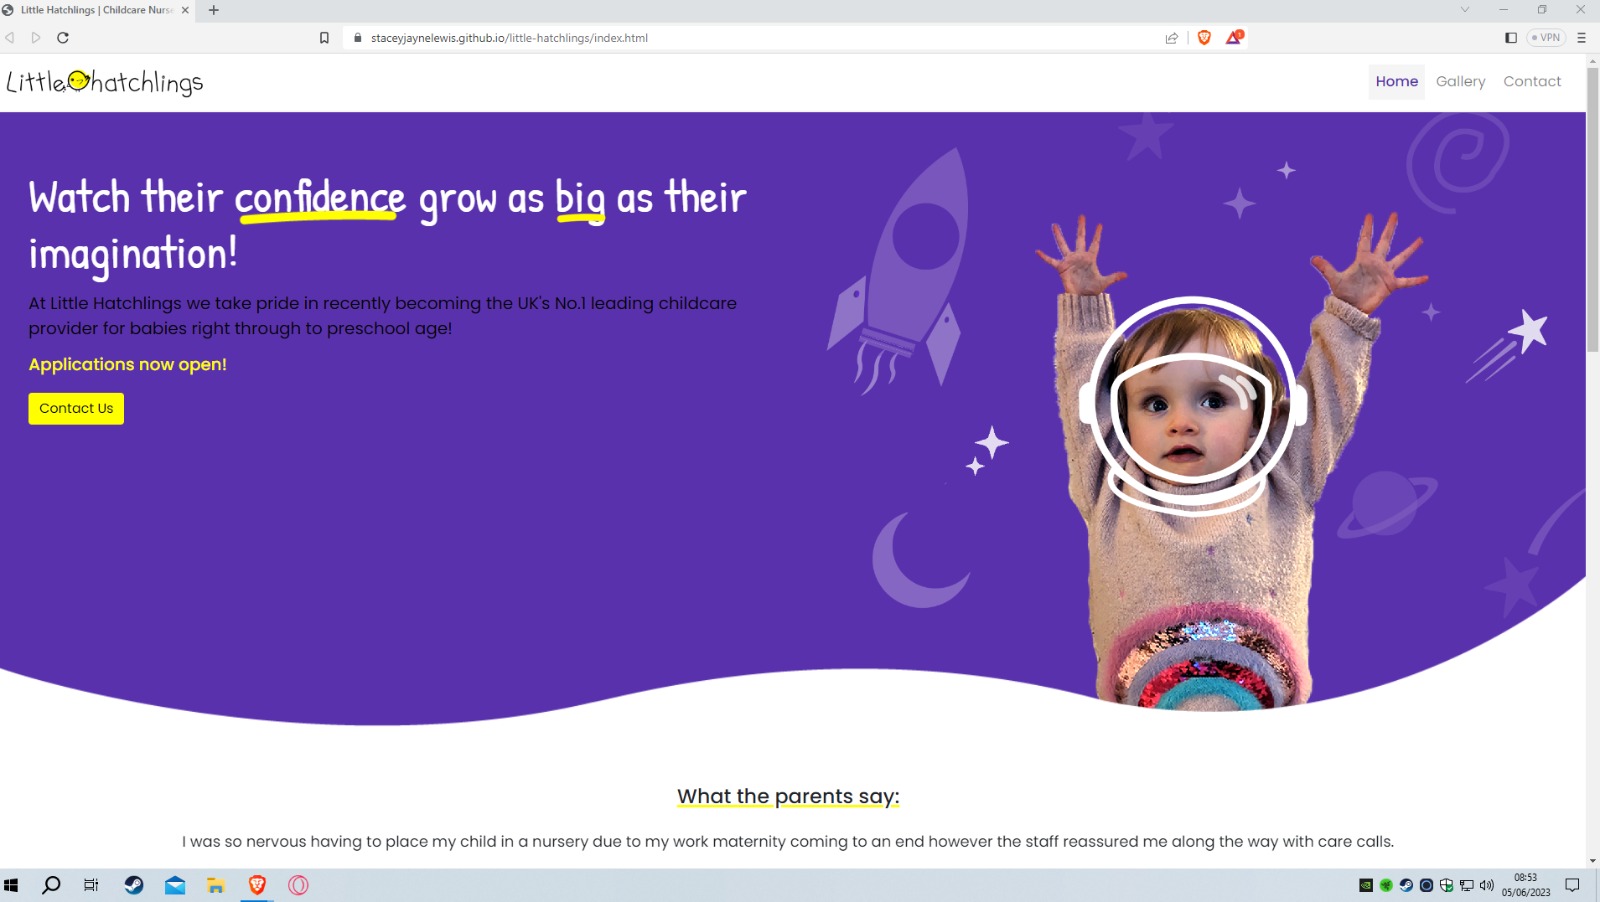 Little Hatchlings | Childcare Nurse
staceyjaynelewis.github.io/little-hatchlings/index.html
1
VPN
Little hatchlings
Home
Gallery
Contact
Watch their confidence grow as big as their
imagination!
At Little Hatchlings we take pride in recently becoming the UK's No.1 leading childcare
provider for babies right through to preschool age!
Applications now open!
Contact Us
What the parents say:
I was so nervous having to place my child in a nursery due to my work maternity coming to an end however the staff reassured me along the way with care calls.
08:53
05/06/2023